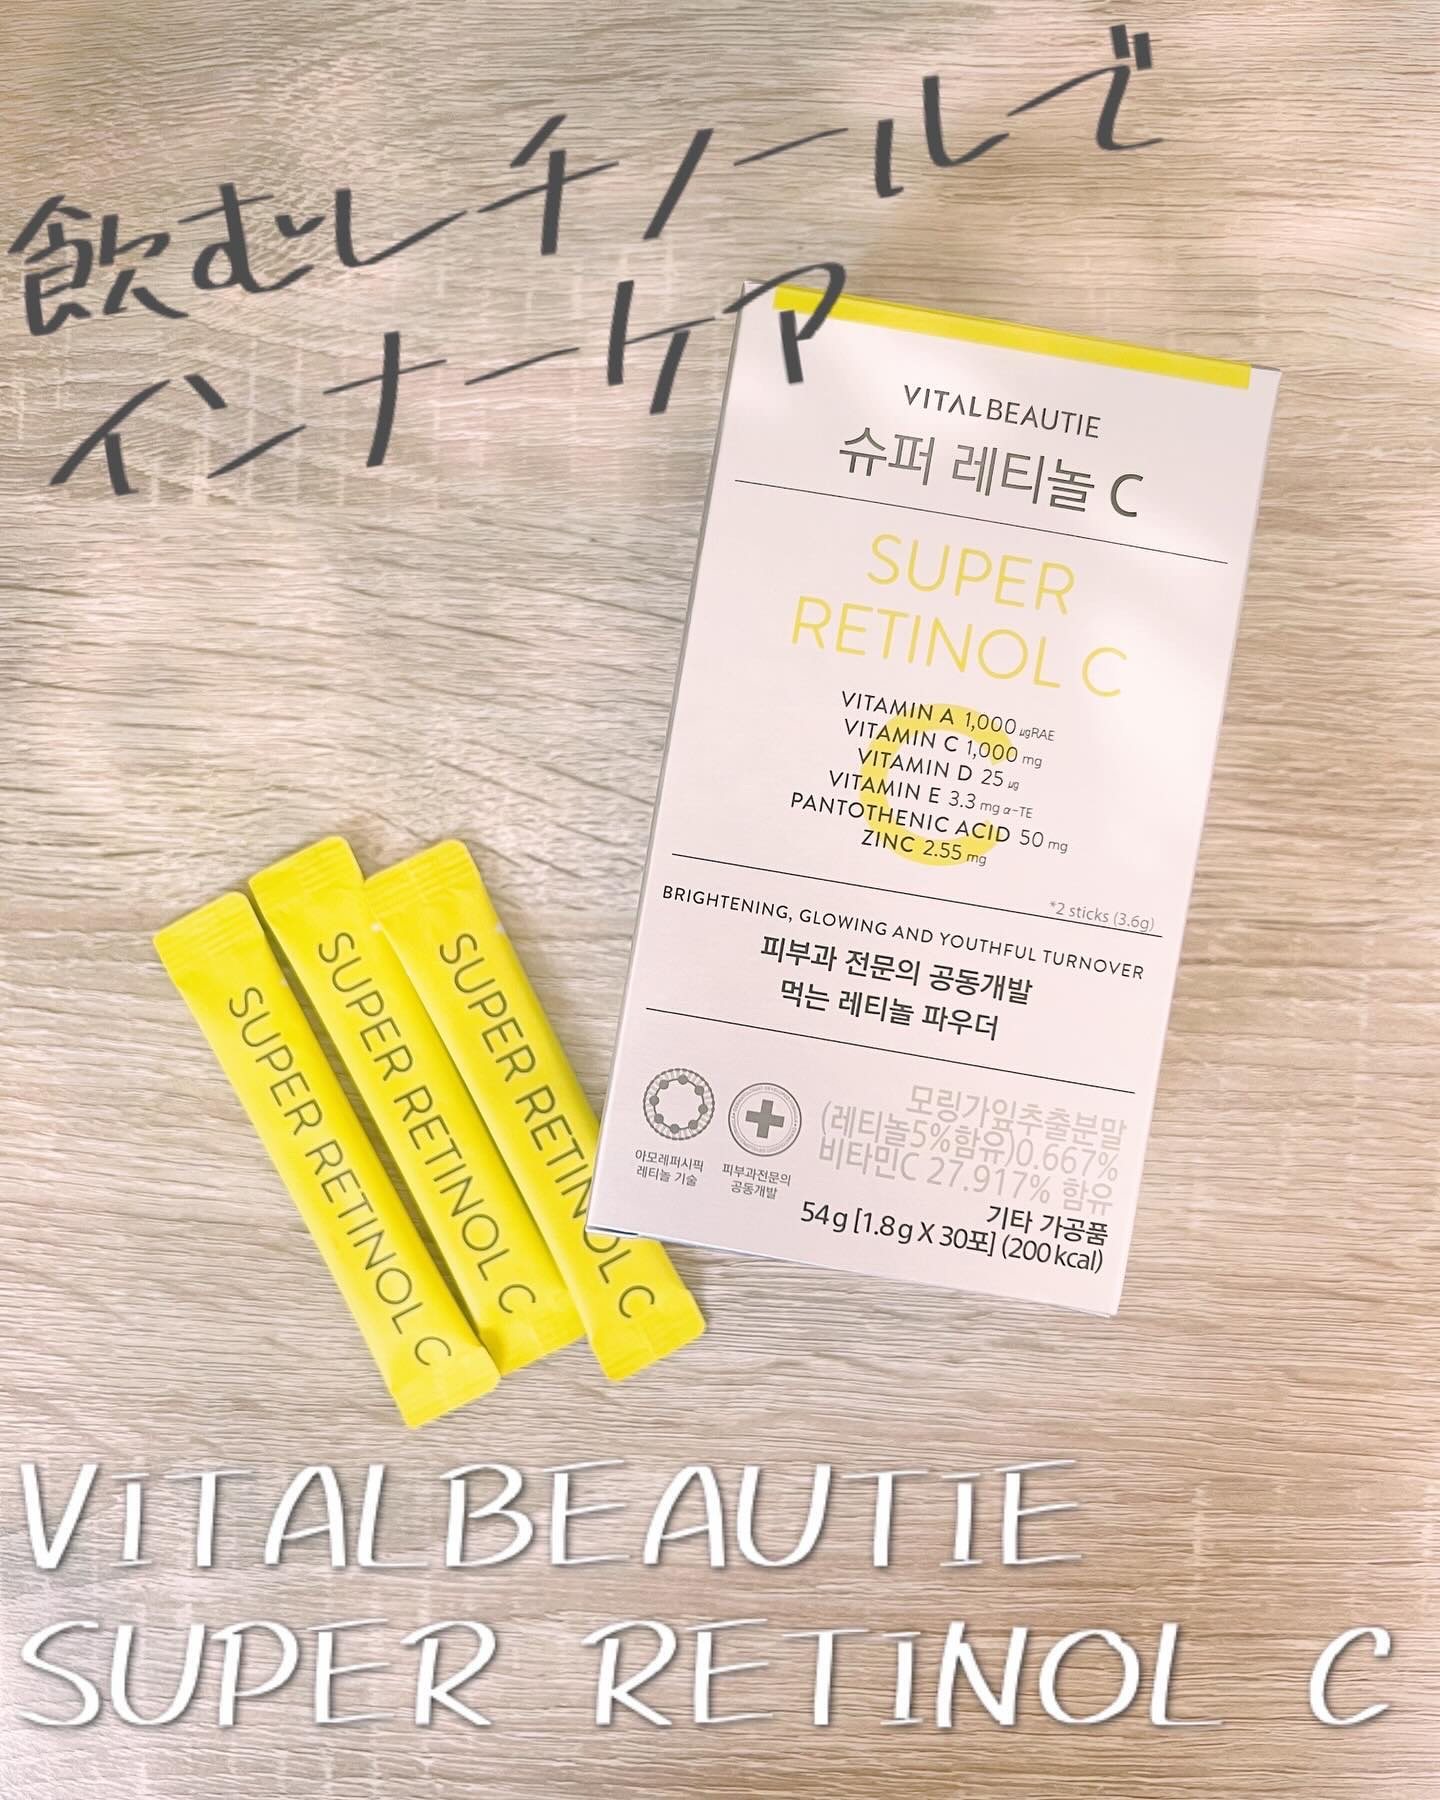 飲むレチノールで
インナーケア
VITALBEAUTIE
슈퍼 레티놀 C
SUPER
RETINOL C
VITAMIN A 1,000 µgRAE
VITAMIN C 1,000 mg
VITAMIN D 25 µg
VITAMIN E 3.3 mg α-TE
PANTOTHENIC ACID 50 mg
ZINC 2.55 mg
*2 sticks (3.6g)
BRIGHTENING, GLOWING AND YOUTHFUL TURNOVER
피부과 전문의 공동개발
먹는 레티놀 파우더
아모레퍼시픽
레티놀 기술
피부과전문의
공동개발
모링가잎추출분말
(레티놀5%함유)0.667%
비타민C 27.917% 함유
기타 가공품
54g [1.8g X 30포] (200kcal)
SUPER RETINOL C
SUPER RETINOL C
SUPER RETINOL C
VITALBEAUTIE
SUPER RETINOL C